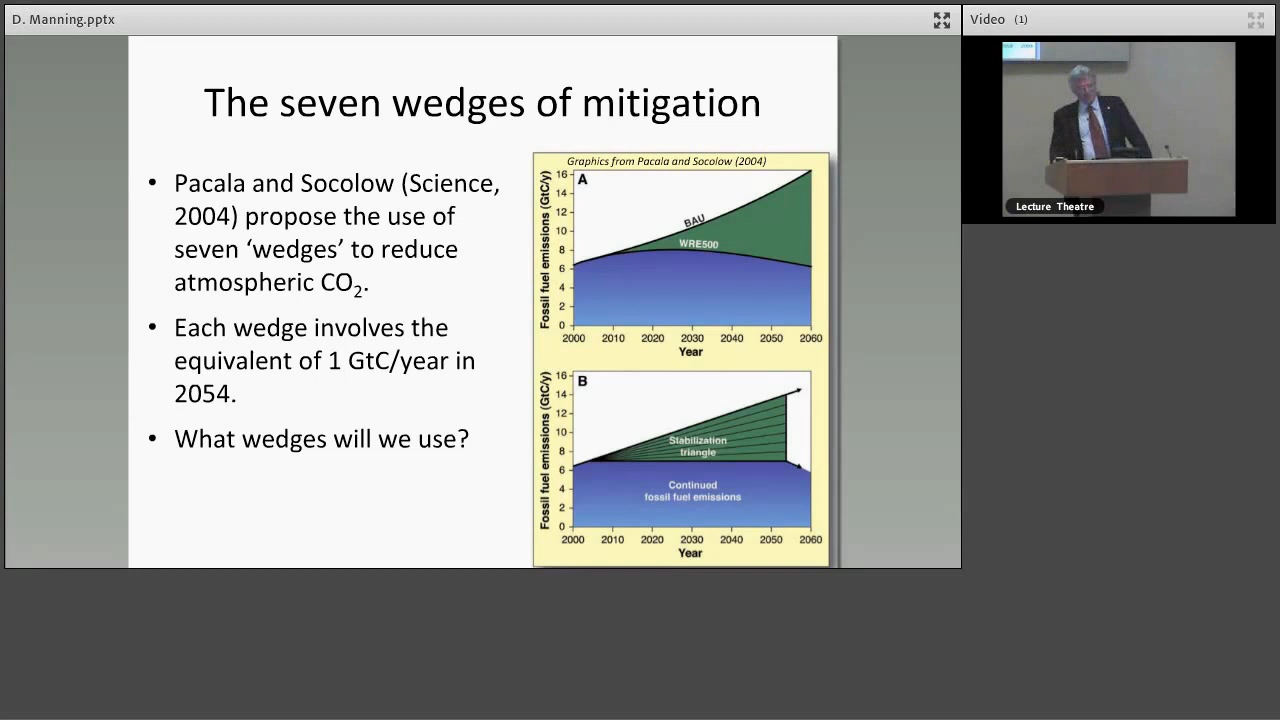 D. Manning.pptx
Video (1)
Lecture Theatre
The seven wedges of mitigation
• Pacala and Socolow (Science,
2004) propose the use of
seven ‘wedges’ to reduce
atmospheric CO2.
• Each wedge involves the
equivalent of 1 GtC/year in
2054.
• What wedges will we use?
Graphics from Pacala and Socolow (2004)
A
Fossil fuel emissions (GtC/y)
16
14
12
10
8
6
4
2
0
BAU
WRE500
2000 2010 2020 2030 2040 2050 2060
Year
B
Fossil fuel emissions (GtC/y)
16
14
12
10
8
6
4
2
0
Stabilization
triangle
Continued
fossil fuel emissions
2000 2010 2020 2030 2040 2050 2060
Year